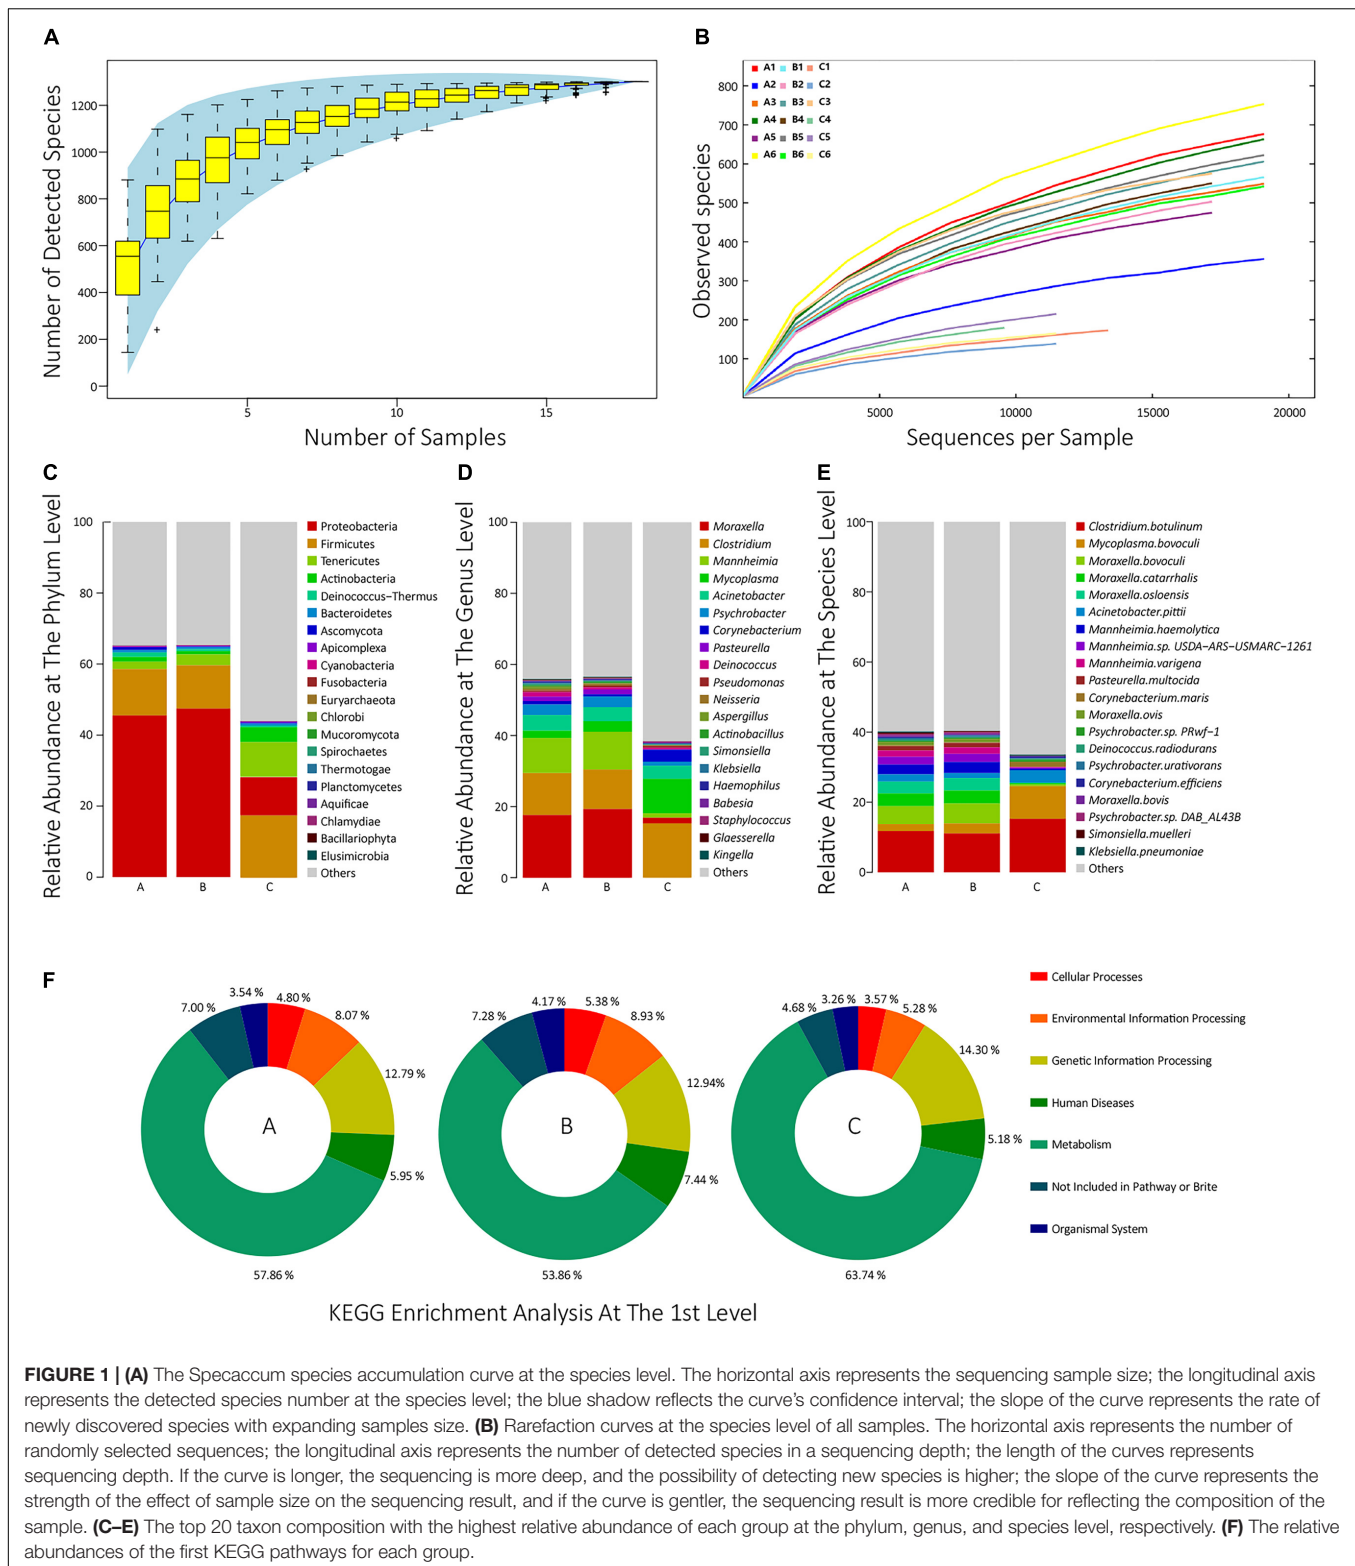 A
Number of Detected Species
1200
1000
800
600
400
200
0
5
10
15
Number of Samples
B
Observed species
800
700
600
500
400
300
200
100
5000
10000
15000
20000
Sequences per Sample
A1 B1 C1
A2 B2 C2
A3 B3 C3
A4 B4 C4
A5 B5 C5
A6 B6 C6
C
Relative Abundance at The Phylum Level
100
80
60
40
20
0
A
B
C
Proteobacteria
Firmicutes
Tenericutes
Actinobacteria
Deinococcus−Thermus
Bacteroidetes
Ascomycota
Apicomplexa
Cyanobacteria
Fusobacteria
Euryarchaeota
Chlorobi
Mucoromycota
Spirochaetes
Thermotogae
Planctomycetes
Aquificae
Chlamydiae
Bacillariophyta
Elusimicrobia
Others
D
Relative Abundance at The Genus Level
100
80
60
40
20
0
A
B
C
Moraxella
Clostridium
Mannheimia
Mycoplasma
Acinetobacter
Psychrobacter
Corynebacterium
Pasteurella
Deinococcus
Pseudomonas
Neisseria
Aspergillus
Actinobacillus
Simonsiella
Klebsiella
Haemophilus
Babesia
Staphylococcus
Glaesserella
Kingella
Others
E
Relative Abundance at The Species Level
100
80
60
40
20
0
A
B
C
Clostridium.botulinum
Mycoplasma.bovoculi
Moraxella.bovoculi
Moraxella.catarrhalis
Moraxella.osloensis
Acinetobacter.pittii
Mannheimia.haemolytica
Mannheimia.sp. USDA−ARS−USMARC−1261
Mannheimia.varigena
Pasteurella.multocida
Corynebacterium.maris
Moraxella.ovis
Psychrobacter.sp. PRwf−1
Deinococcus.radiodurans
Psychrobacter.urativorans
Corynebacterium.efficiens
Moraxella.bovis
Psychrobacter.sp. DAB_AL43B
Simonsiella.muelleri
Klebsiella.pneumoniae
Others
F
A
3.54 %
4.80 %
8.07 %
12.79 %
5.95 %
57.86 %
7.00 %
B
4.17 %
5.38 %
8.93 %
12.94%
7.44 %
53.86 %
7.28 %
C
3.26 %
3.57 %
5.28 %
14.30 %
5.18 %
63.74 %
4.68 %
Cellular Processes
Environmental Information Processing
Genetic Information Processing
Human Diseases
Metabolism
Not Included in Pathway or Brite
Organismal System
KEGG Enrichment Analysis At The 1st Level
FIGURE 1 | (A) The Specaccum species accumulation curve at the species level. The horizontal axis represents the sequencing sample size; the longitudinal axis
represents the detected species number at the species level; the blue shadow reflects the curve's confidence interval; the slope of the curve represents the rate of
newly discovered species with expanding samples size. (B) Rarefaction curves at the species level of all samples. The horizontal axis represents the number of
randomly selected sequences; the longitudinal axis represents the number of detected species in a sequencing depth; the length of the curves represents
sequencing depth. If the curve is longer, the sequencing is more deep, and the possibility of detecting new species is higher; the slope of the curve represents the
strength of the effect of sample size on the sequencing result, and if the curve is gentler, the sequencing result is more credible for reflecting the composition of the
sample. (C–E) The top 20 taxon composition with the highest relative abundance of each group at the phylum, genus, and species level, respectively. (F) The relative
abundances of the first KEGG pathways for each group.